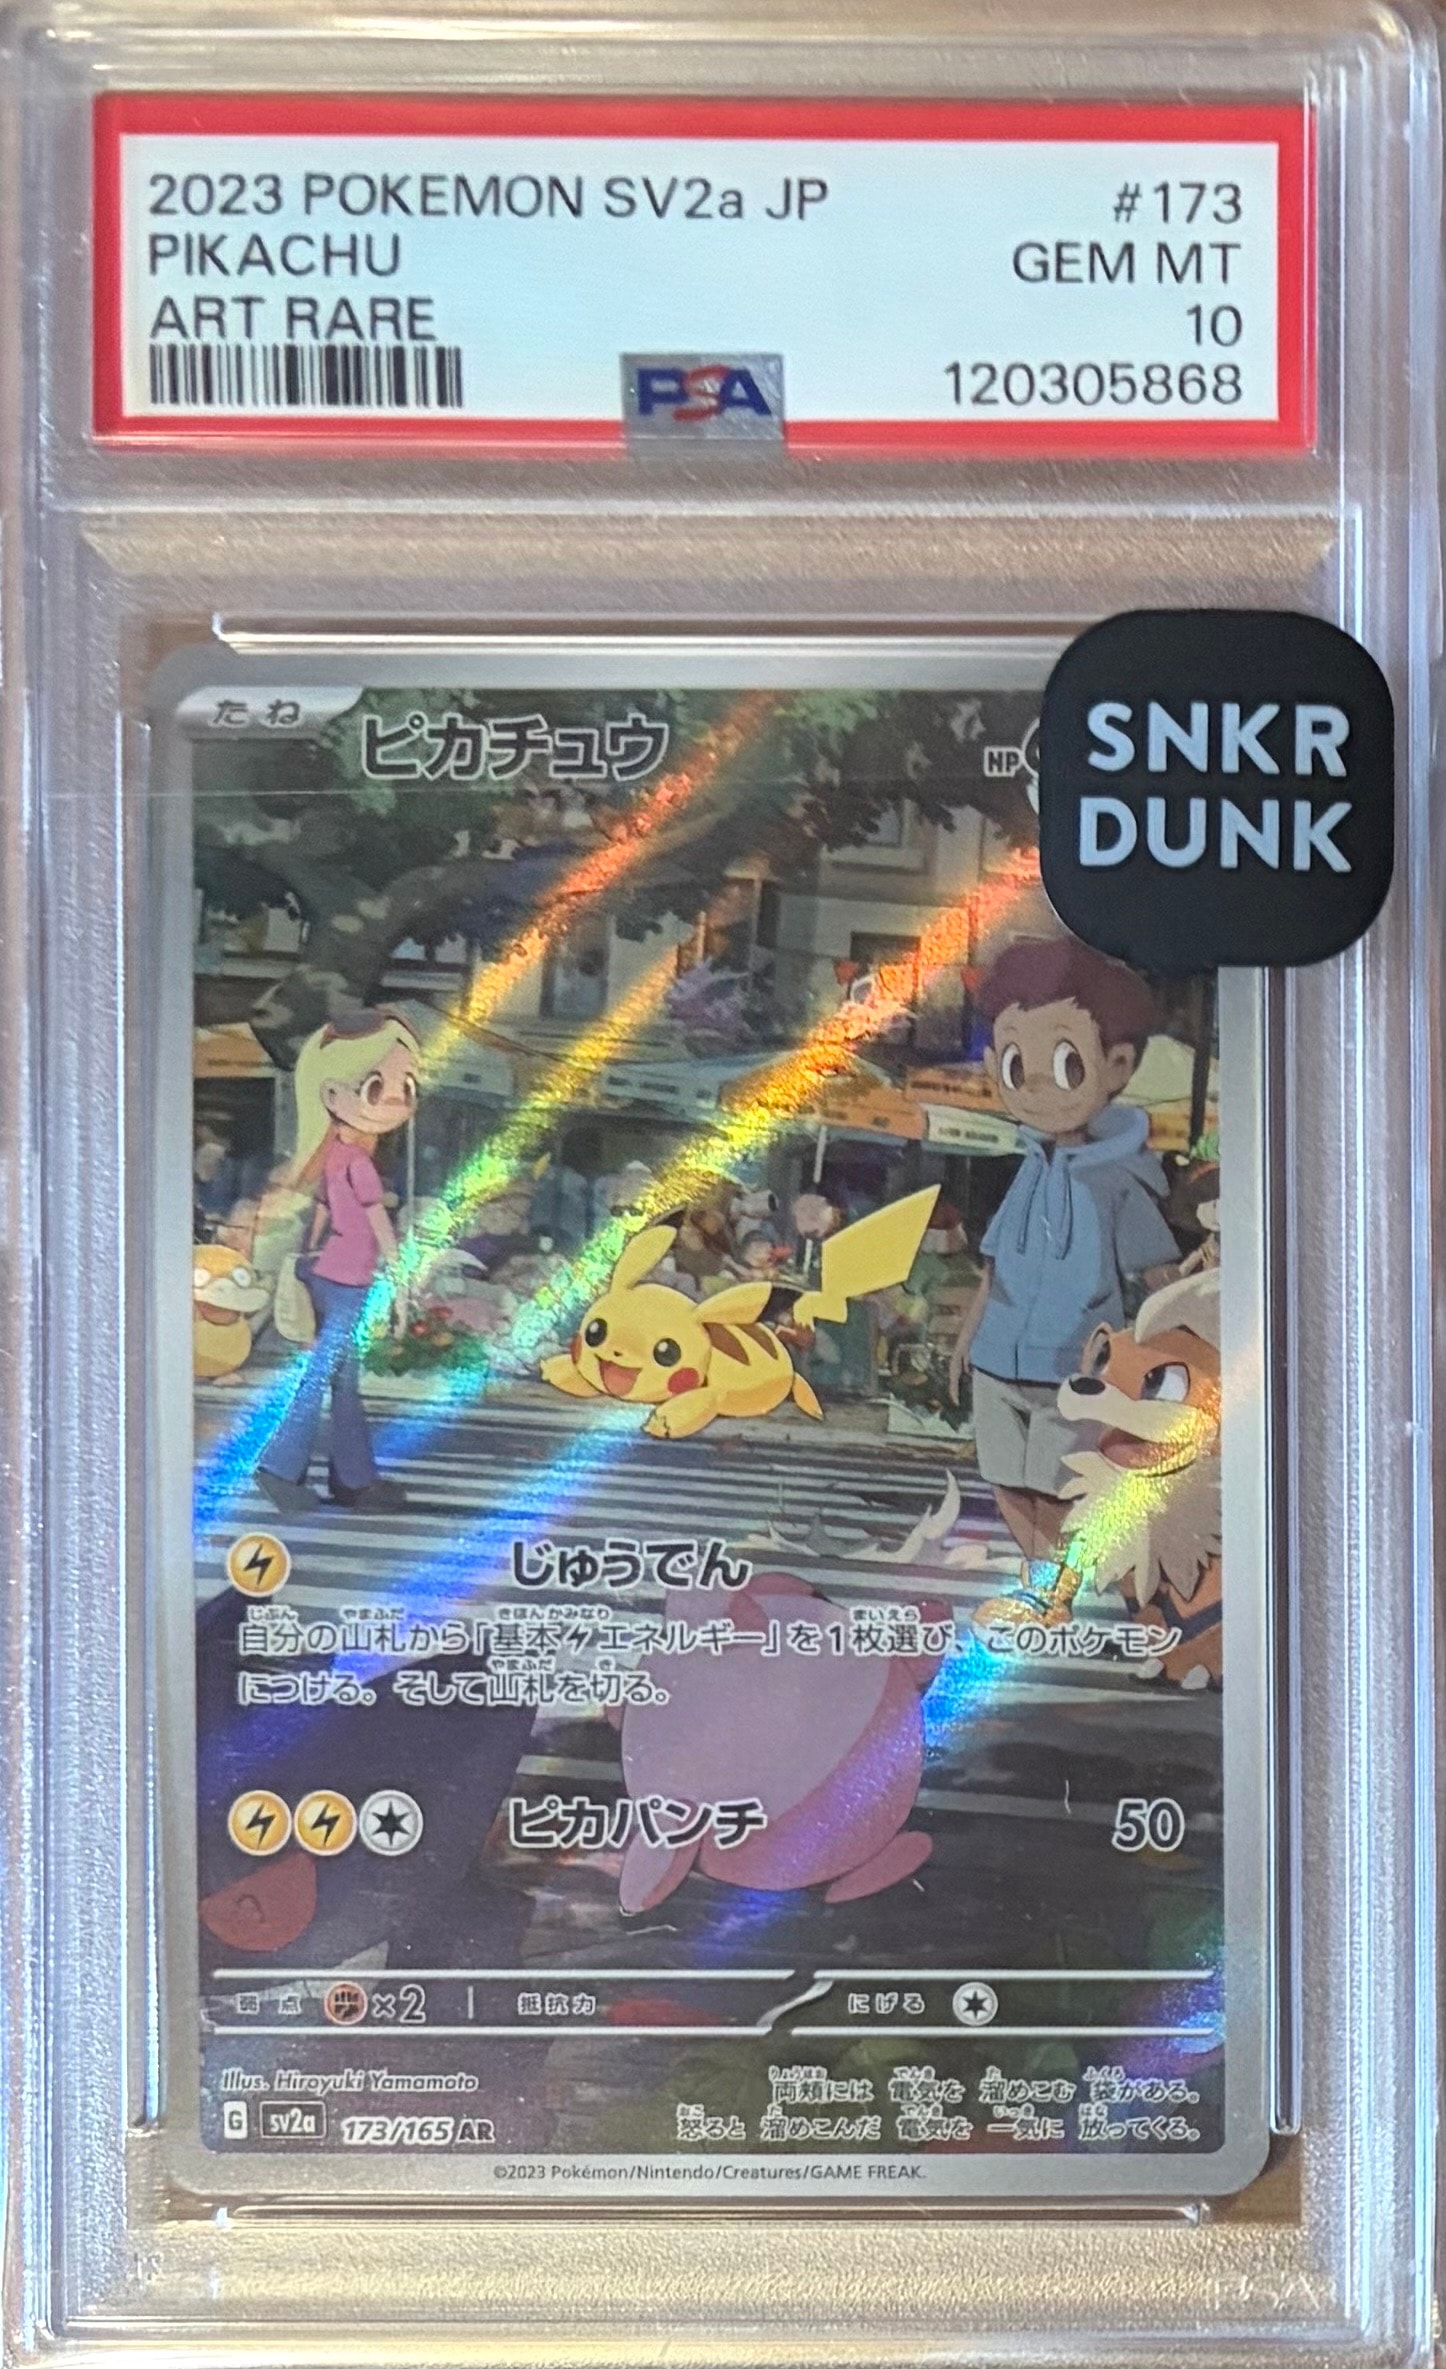 2023 POKEMON SV2a JP #173
PIKACHU GEM MT
ART RARE 10
PSA 120305868
SNKR
DUNK
たね ピカチュウ HP
じゅうでん
自分の山札から「基本エネルギー」を1枚選び、このポケモン
につける。そして山札を切る。
ピカパンチ 50
弱点 ×2 抵抗力 にげる
Illus. Hiroyuki Yamamoto
両頬には 電気を 溜めこむ 袋がある。
怒ると 溜めこんだ 電気を 一気に 放ってくる。
G sv2a 173/165 AR
©2023 Pokémon/Nintendo/Creatures/GAME FREAK.